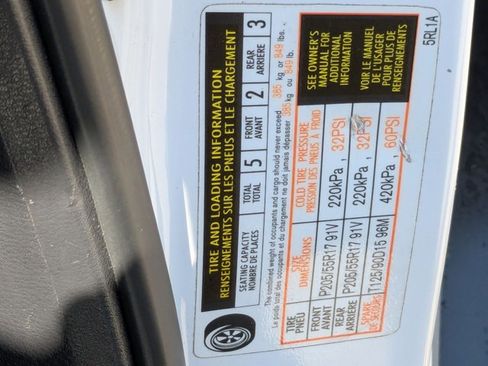 TIRE AND LOADING INFORMATION
RENSEIGNEMENTS SUR LES PNEUS ET LE CHARGEMENT
SEATING CAPACITY TOTAL 5 FRONT 2 REAR 3
NOMBRE DE PLACES TOTAL AVANT ARRIÈRE
The combined weight of occupants and cargo should never exceed 385 kg or 849 lbs.
Le poids total des occupants et du chargement ne doit jamais dépasser 385 kg ou 849 lb.
TIRE SIZE COLD TIRE PRESSURE
PNEU DIMENSIONS PRESSION DES PNEUS À FROID
FRONT P205/55R17 91V 220kPa, 32PSI
AVANT
REAR P205/55R17 91V 220kPa, 32PSI
ARRIÈRE
SPARE T125/90D15 96M 420kPa, 60PSI
DE SECOURS
SEE OWNER'S
MANUAL FOR
ADDITIONAL
INFORMATION
VOIR LE MANUEL
DE L'USAGER
POUR PLUS DE
RENSEIGNEMENTS
5RL1A